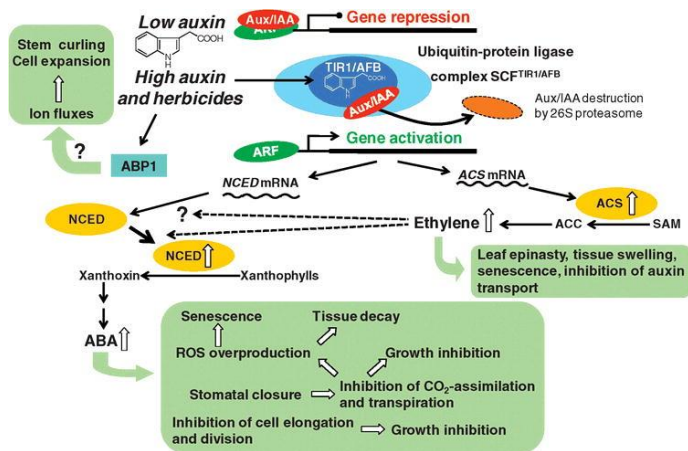 Low auxin
COOH
N
H
Aux/IAA
ARF
Gene repression
Stem curling
Cell expansion
Ion fluxes
?
ABP1
High auxin
and herbicides
TIR1/AFB
COOH
N
H
Aux/IAA
Ubiquitin-protein ligase
complex SCFTIR1/AFB
Aux/IAA destruction
by 26S proteasome
ARF
Gene activation
NCED mRNA
ACS mRNA
NCED
?
ACS
Ethylene
ACC
SAM
NCED
Xanthoxin
Xanthophylls
Leaf epinasty, tissue swelling,
senescence, inhibition of auxin
transport
ABA
Senescence
Tissue decay
ROS overproduction
Growth inhibition
Stomatal closure
Inhibition of CO2-assimilation
and transpiration
Inhibition of cell elongation
and division
Growth inhibition